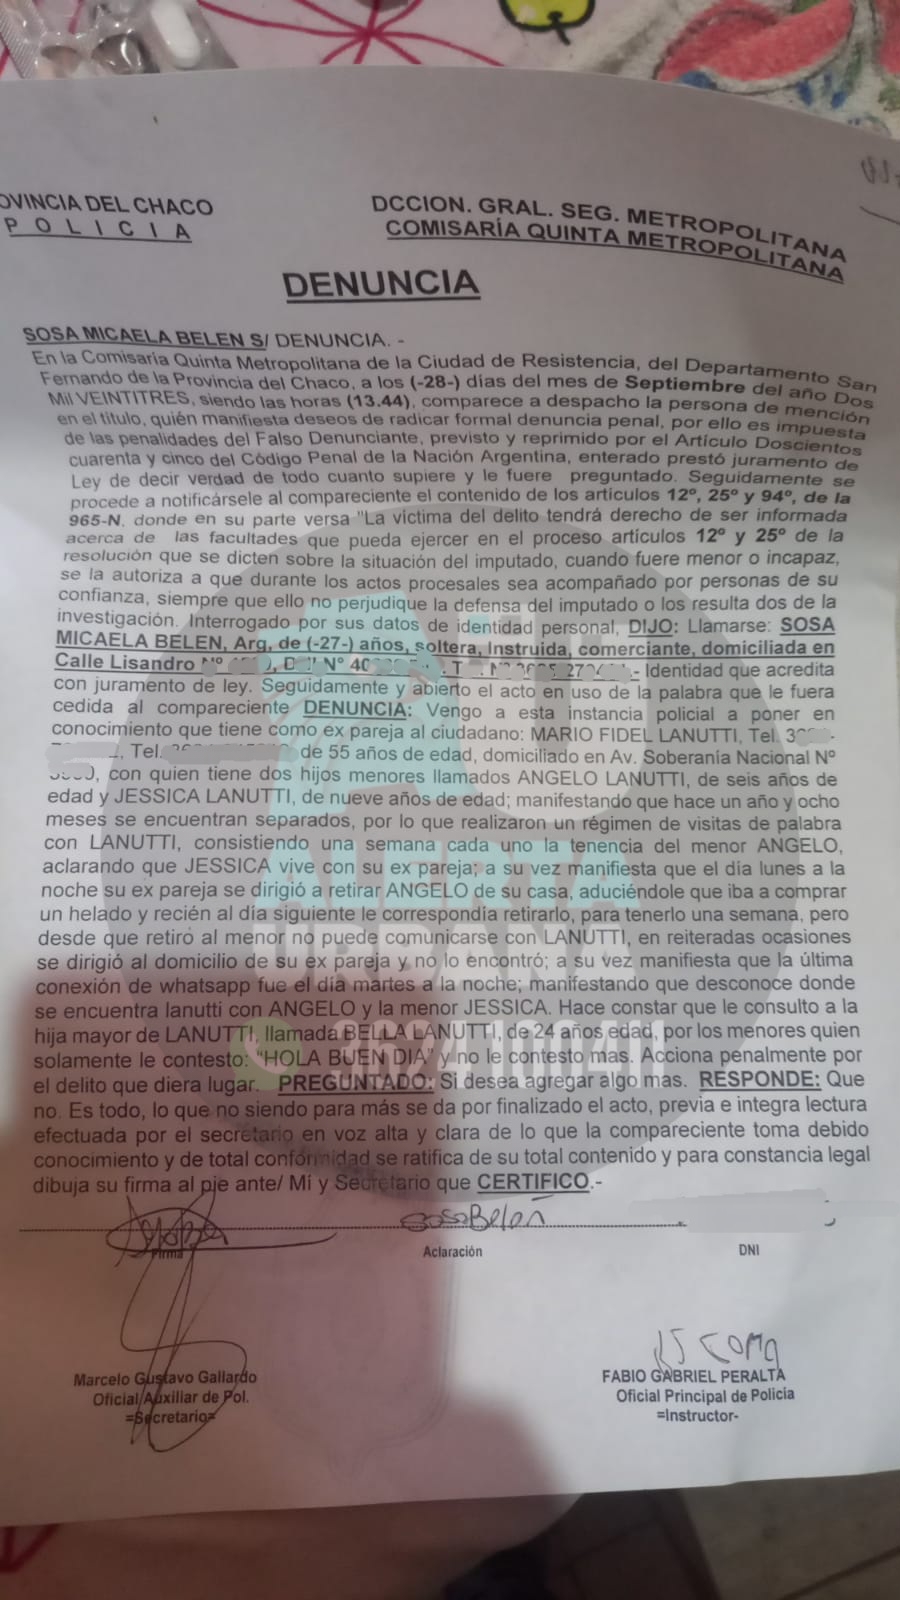 OVINCIA DEL CHACO
P O L I C I A
DCCION. GRAL. SEG. METROPOLITANA
COMISARÍA QUINTA METROPOLITANA
DENUNCIA
SOSA MICAELA BELEN S/ DENUNCIA. -
En la Comisaría Quinta Metropolitana de la Ciudad de Resistencia, del Departamento San
Fernando de la Provincia del Chaco, a los (-28-) días del mes de Septiembre del año Dos
Mil VEINTITRES, siendo las horas (13.44), comparece a despacho la persona de mención
en el titulo, quién manifiesta deseos de radicar formal denuncia penal, por ello es impuesta
de las penalidades del Falso Denunciante, previsto y reprimido por el Artículo Doscientos
cuarenta y cinco del Código Penal de la Nación Argentina, enterado prestó juramento de
Ley de decir verdad de todo cuanto supiere y le fuere preguntado. Seguidamente se
procede a notificársele al compareciente el contenido de los artículos 12º, 25º y 94º, de la
965-N, donde en su parte versa "La victima del delito tendrá derecho de ser informada
acerca de las facultades que pueda ejercer en el proceso artículos 12º y 25º de la
resolución que se dicten sobre la situación del imputado, cuando fuere menor o incapaz,
se la autoriza a que durante los actos procesales sea acompañado por personas de su
confianza, siempre que ello no perjudique la defensa del imputado o los resulta dos de la
investigación. Interrogado por sus datos de identidad personal, DIJO: Llamarse: SOSA
MICAELA BELEN, Arg, de (-27-) años, soltera, Instruida, comerciante, domiciliada en
Calle Lisandro Nº 40 - Identidad que acredita
con juramento de ley. Seguidamente y abierto el acto en uso de la palabra que le fuera
cedida al compareciente DENUNCIA: Vengo a esta instancia policial a poner en
conocimiento que tiene como ex pareja al ciudadano: MARIO FIDEL LANUTTI, Tel.
Tel. de 55 años de edad, domiciliado en Av. Soberanía Nacional Nº
con quien tiene dos hijos menores llamados ANGELO LANUTTI, de seis años de
edad y JESSICA LANUTTI, de nueve años de edad; manifestando que hace un año y ocho
meses se encuentran separados, por lo que realizaron un régimen de visitas de palabra
con LANUTTI, consistiendo una semana cada uno la tenencia del menor ANGELO,
aclarando que JESSICA vive con su ex pareja; a su vez manifiesta que el día lunes a la
noche su ex pareja se dirigió a retirar ANGELO de su casa, aduciéndole que iba a comprar
un helado y recién al día siguiente le correspondía retirarlo, para tenerlo una semana, pero
desde que retiró al menor no puede comunicarse con LANUTTI, en reiteradas ocasiones
se dirigió al domicilio de su ex pareja y no lo encontró; a su vez manifiesta que la última
conexión de whatsapp fue el día martes a la noche; manifestando que desconoce donde
se encuentra lanutti con ANGELO y la menor JESSICA. Hace constar que le consulto a la
hija mayor de LANUTTI, llamada BELLA LANUTTI, de 24 años edad, por los menores quien
solamente le contesto: "HOLA BUEN DIA" y no le contesto mas. Acciona penalmente por
el delito que diera lugar. PREGUNTADO: Si desea agregar algo mas. RESPONDE: Que
no. Es todo, lo que no siendo para más se da por finalizado el acto, previa e integra lectura
efectuada por el secretario en voz alta y clara de lo que la compareciente toma debido
conocimiento y de total conformidad se ratifica de su total contenido y para constancia legal
dibuja su firma al pie ante/ Mí y Secretario que CERTIFICO.-
Sosa Belen
Firma
Aclaración
DNI
Marcelo Gustavo Gallardo
Oficial Auxiliar de Pol.
=Secretario=
FABIO GABRIEL PERALTA
Oficial Principal de Policia
=Instructor-
ALERTA
URBANA